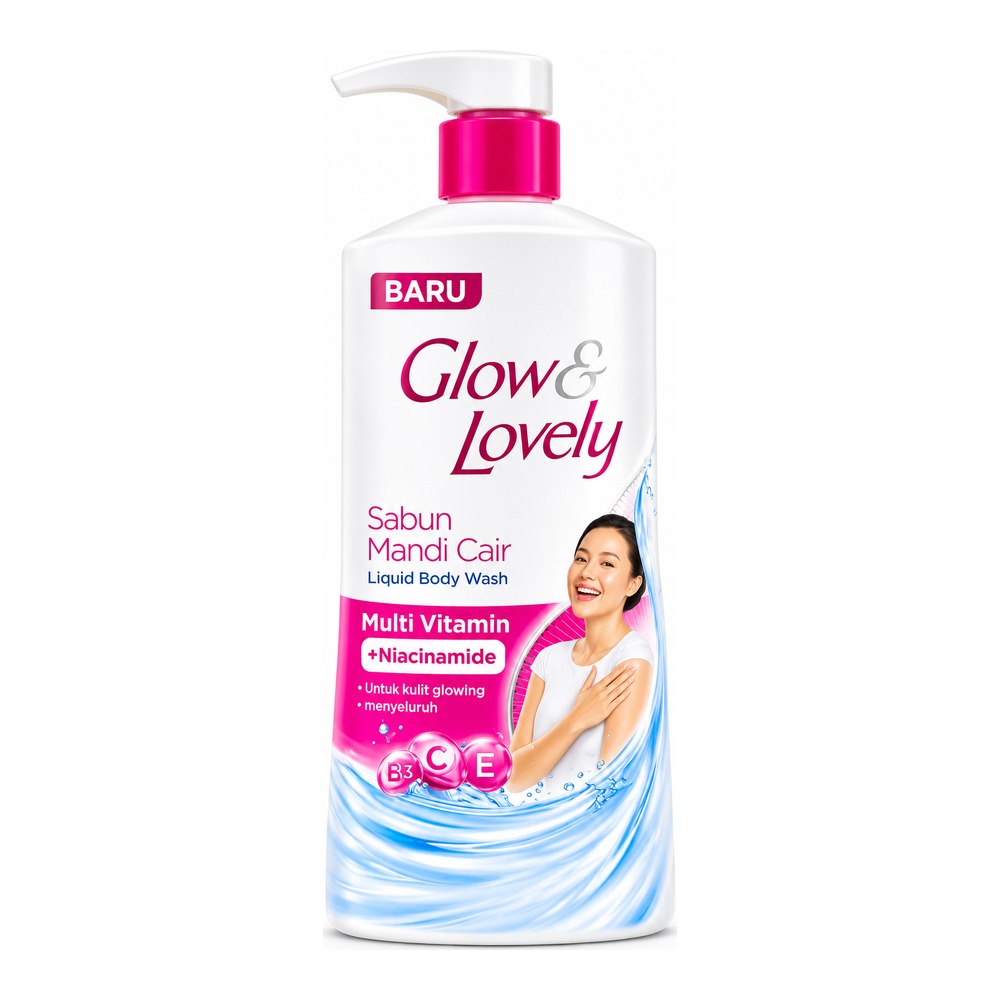 BARU
Glow &
Lovely
Sabun
Mandi Cair
Liquid Body Wash
Multi Vitamin
+Niacinamide
• Untuk kulit glowing
• menyeluruh
B3 C E